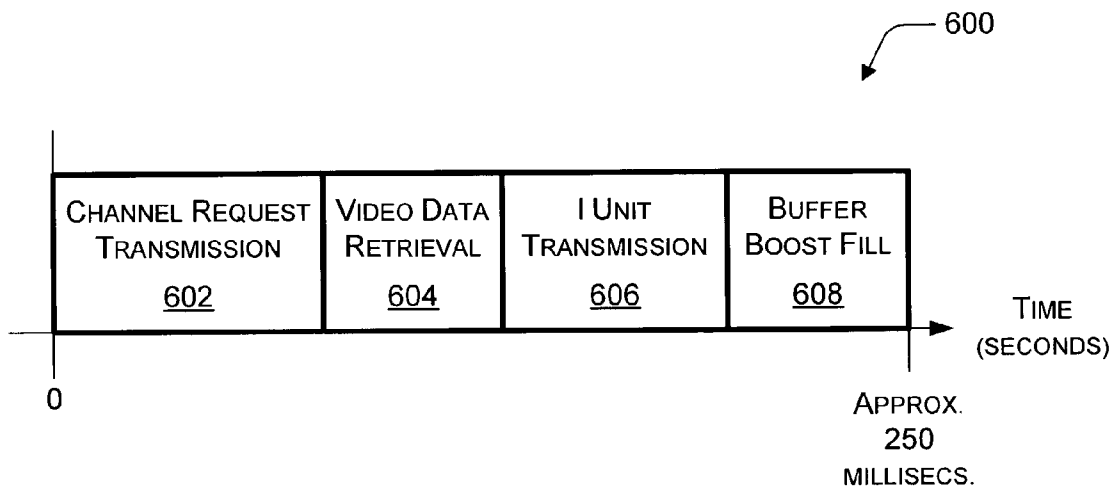 600
CHANNEL REQUEST
TRANSMISSION
602
VIDEO DATA
RETRIEVAL
604
I UNIT
TRANSMISSION
606
BUFFER
BOOST FILL
608
TIME
(SECONDS)
0
APPROX.
250
MILLISECS.